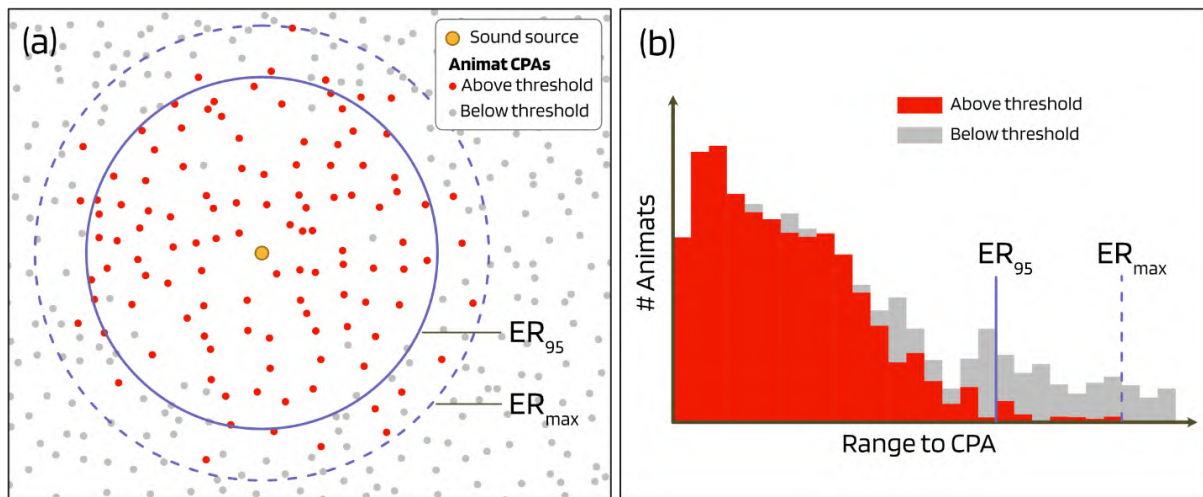 (a)
Sound source
Animat CPAs
Above threshold
Below threshold
ER95
ERmax
(b)
Above threshold
Below threshold
# Animats
ER95
ERmax
Range to CPA